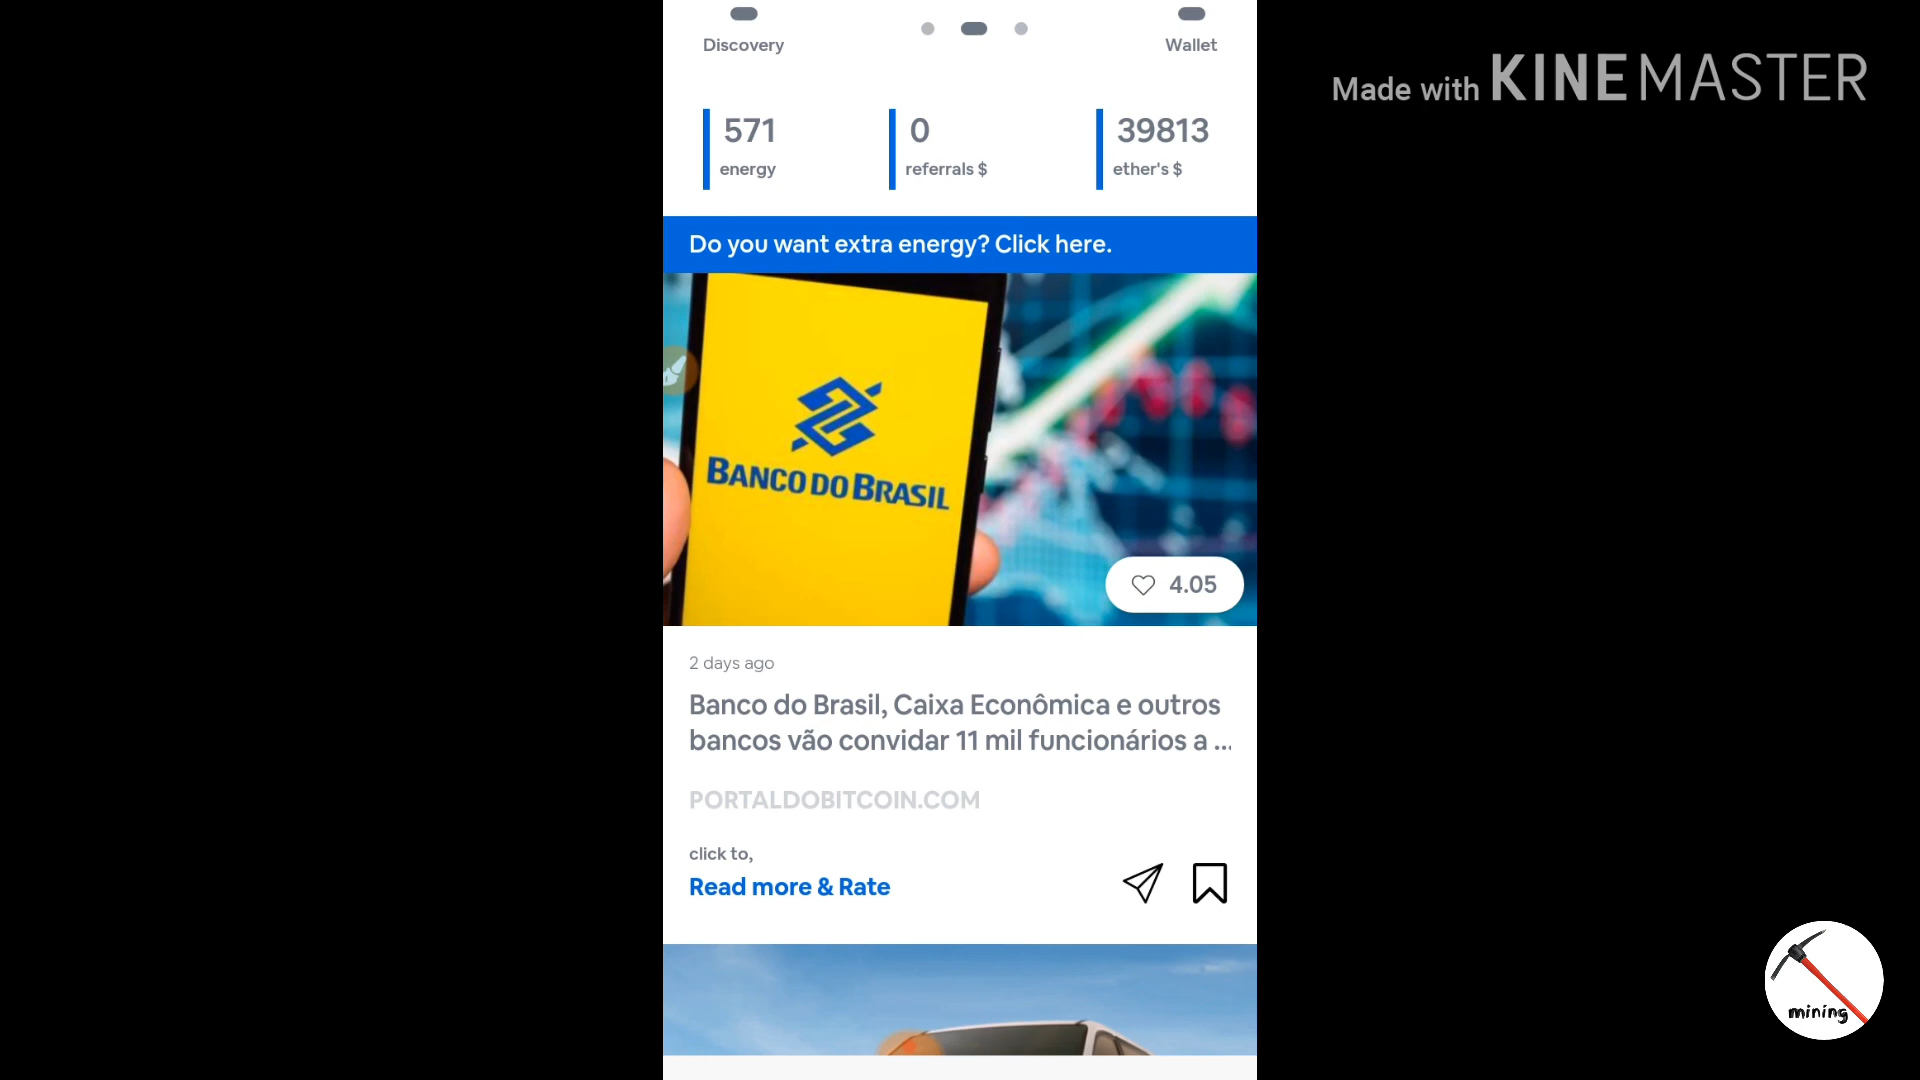 Discovery
Wallet
Made with KINEMASTER
571
energy
0
referrals $
39813
ether's $
Do you want extra energy? Click here.
BANCO DO BRASIL
4.05
2 days ago
Banco do Brasil, Caixa Econômica e outros
bancos vão convidar 11 mil funcionários a ...
PORTALDOBITCOIN.COM
click to,
Read more & Rate
mining